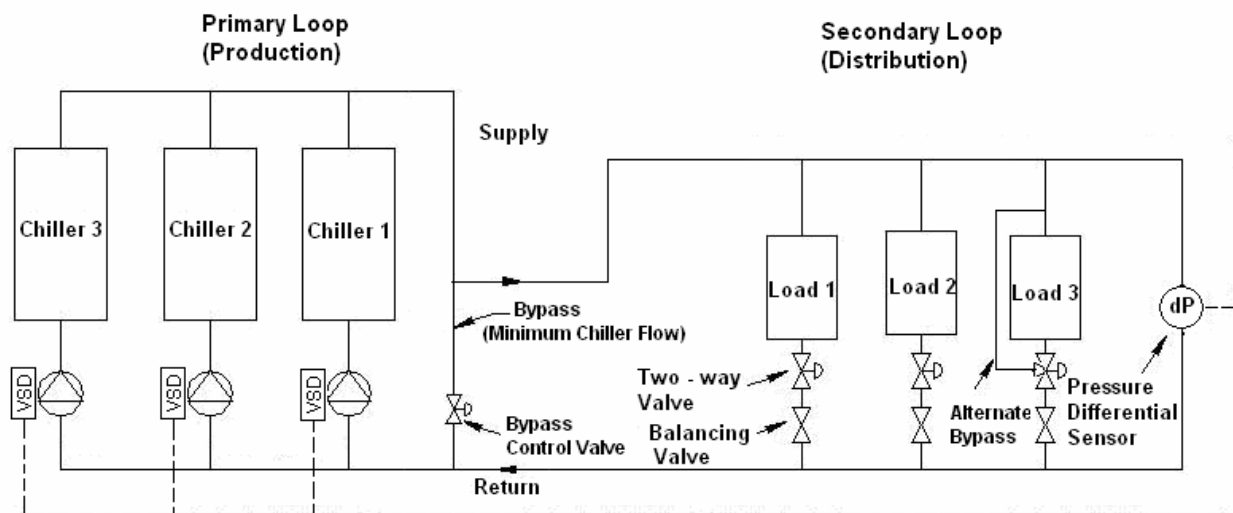 Primary Loop
(Production)
Secondary Loop
(Distribution)
Supply
Chiller 3
Chiller 2
Chiller 1
Load 1
Load 2
Load 3
dP
Bypass
(Minimum Chiller Flow)
VSD
VSD
VSD
Two - way
Valve
Balancing
Valve
Bypass
Control Valve
Alternate
Bypass
Pressure
Differential
Sensor
Return